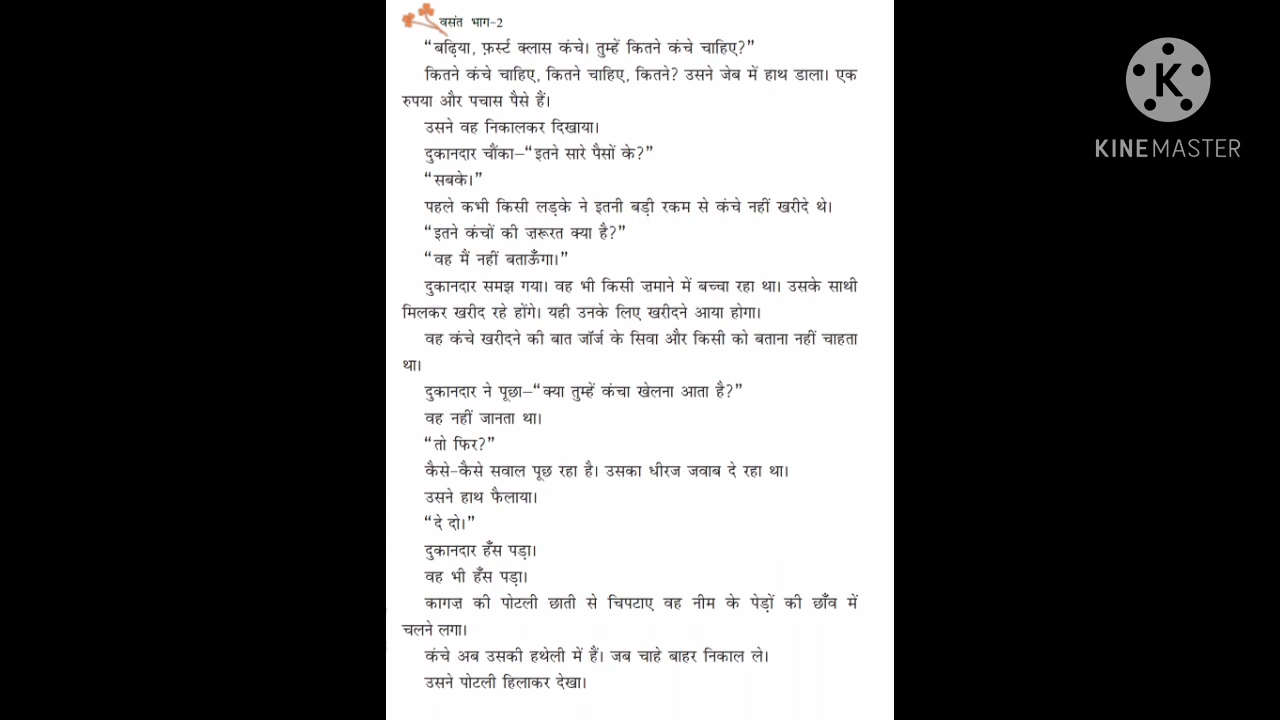 वसंत भाग-2
“बढ़िया, फ़र्स्ट क्लास कंचे। तुम्हें कितने कंचे चाहिए?”
कितने कंचे चाहिए, कितने चाहिए, कितने? उसने जेब में हाथ डाला। एक
रुपया और पचास पैसे हैं।
उसने वह निकालकर दिखाया।
दुकानदार चौंका—“इतने सारे पैसों के?”
“सबके।”
पहले कभी किसी लड़के ने इतनी बड़ी रकम से कंचे नहीं खरीदे थे।
“इतने कंचों की ज़रूरत क्या है?”
“वह मैं नहीं बताऊँगा।”
दुकानदार समझ गया। वह भी किसी ज़माने में बच्चा रहा था। उसके साथी
मिलकर खरीद रहे होंगे। यही उनके लिए खरीदने आया होगा।
वह कंचे खरीदने की बात जॉर्ज के सिवा और किसी को बताना नहीं चाहता
था।
दुकानदार ने पूछा—“क्या तुम्हें कंचा खेलना आता है?”
वह नहीं जानता था।
“तो फिर?”
कैसे-कैसे सवाल पूछ रहा है। उसका धीरज जवाब दे रहा था।
उसने हाथ फैलाया।
“दे दो।”
दुकानदार हँस पड़ा।
वह भी हँस पड़ा।
कागज़ की पोटली छाती से चिपटाए वह नीम के पेड़ों की छाँव में
चलने लगा।
कंचे अब उसकी हथेली में हैं। जब चाहे बाहर निकाल ले।
उसने पोटली हिलाकर देखा।
K
KINEMASTER